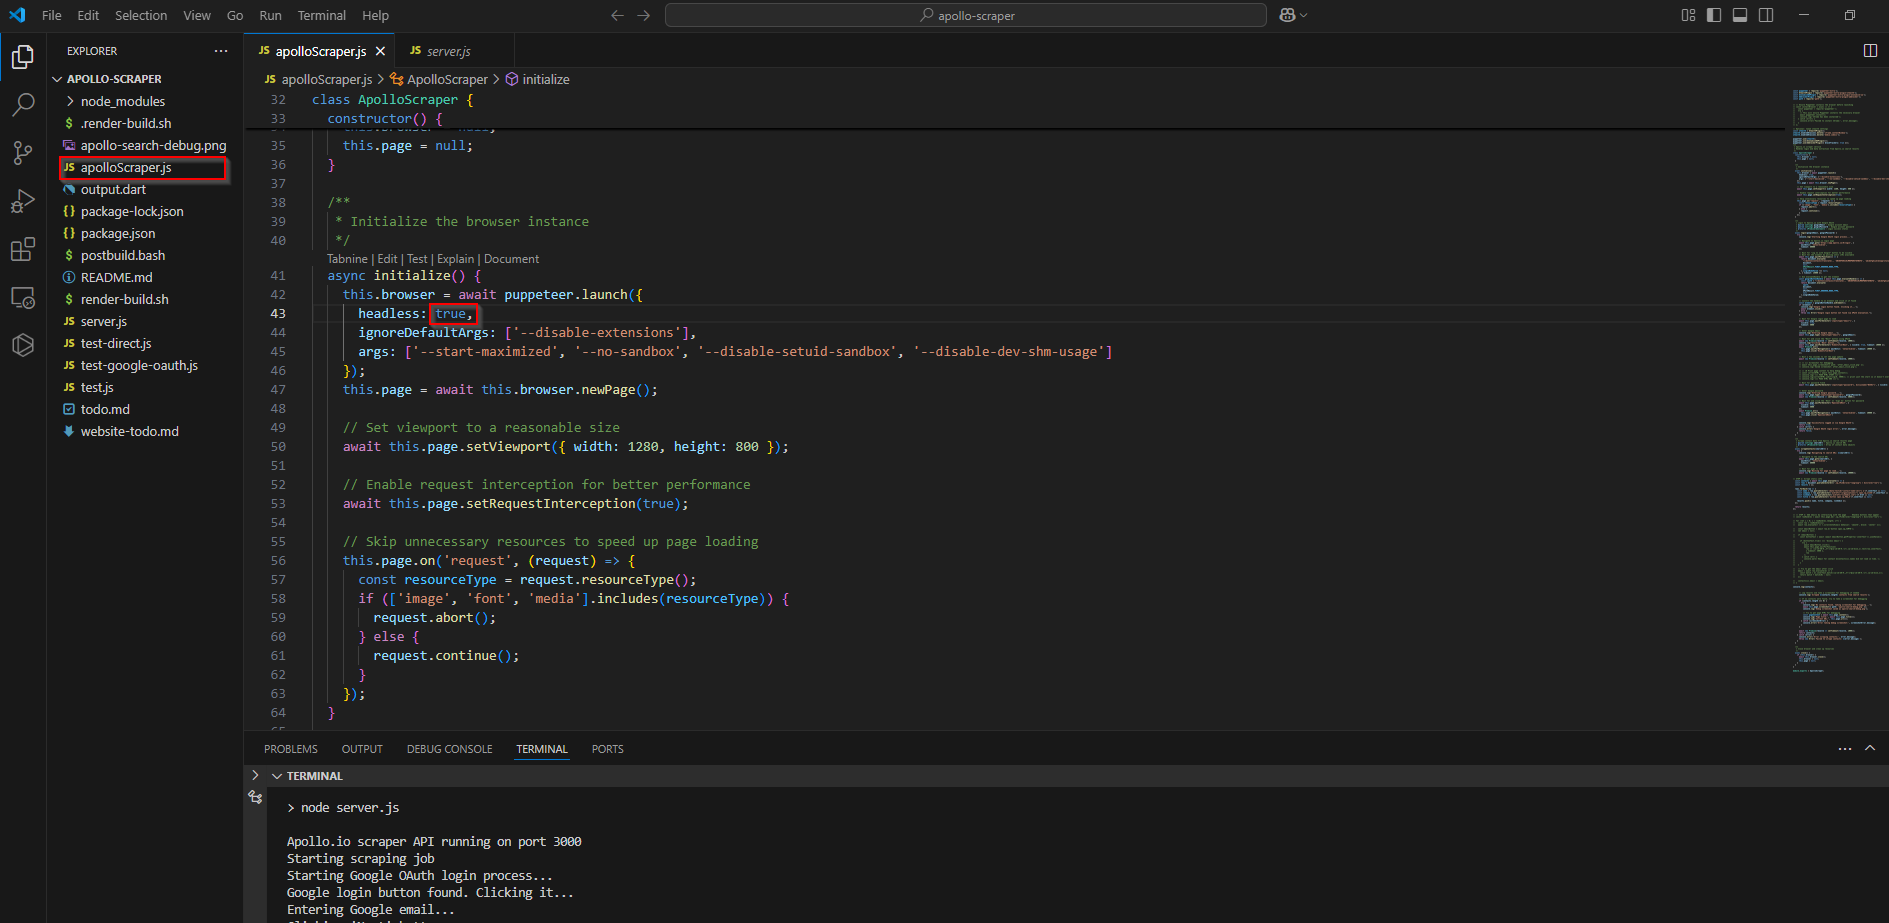 File Edit Selection View Go Run Terminal Help
apollo-scraper
EXPLORER
APOLLO-SCRAPER
node_modules
$ .render-build.sh
apollo-search-debug.png
JS apolloScraper.js
output.dart
{} package-lock.json
{} package.json
$ postbuild.bash
README.md
$ render-build.sh
JS server.js
JS test-direct.js
JS test-google-oauth.js
JS test.js
todo.md
website-todo.md
JS apolloScraper.js
JS server.js
JS apolloScraper.js > ApolloScraper > initialize
32 class ApolloScraper {
33 constructor() {
this.browser = null;
35 this.page = null;
36 }
37
38 /**
39 * Initialize the browser instance
40 */
Tabnine | Edit | Test | Explain | Document
41 async initialize() {
42 this.browser = await puppeteer.launch({
43 headless: true,
44 ignoreDefaultArgs: ['--disable-extensions'],
45 args: ['--start-maximized', '--no-sandbox', '--disable-setuid-sandbox', '--disable-dev-shm-usage']
46 });
47 this.page = await this.browser.newPage();
48
49 // Set viewport to a reasonable size
50 await this.page.setViewport({ width: 1280, height: 800 });
51
52 // Enable request interception for better performance
53 await this.page.setRequestInterception(true);
54
55 // Skip unnecessary resources to speed up page loading
56 this.page.on('request', (request) => {
57 const resourceType = request.resourceType();
58 if (['image', 'font', 'media'].includes(resourceType)) {
59 request.abort();
60 } else {
61 request.continue();
62 }
63 });
64 }
PROBLEMS OUTPUT DEBUG CONSOLE TERMINAL PORTS
TERMINAL
> node server.js
Apollo.io scraper API running on port 3000
Starting scraping job
Starting Google OAuth login process...
Google login button found. Clicking it...
Entering Google email...